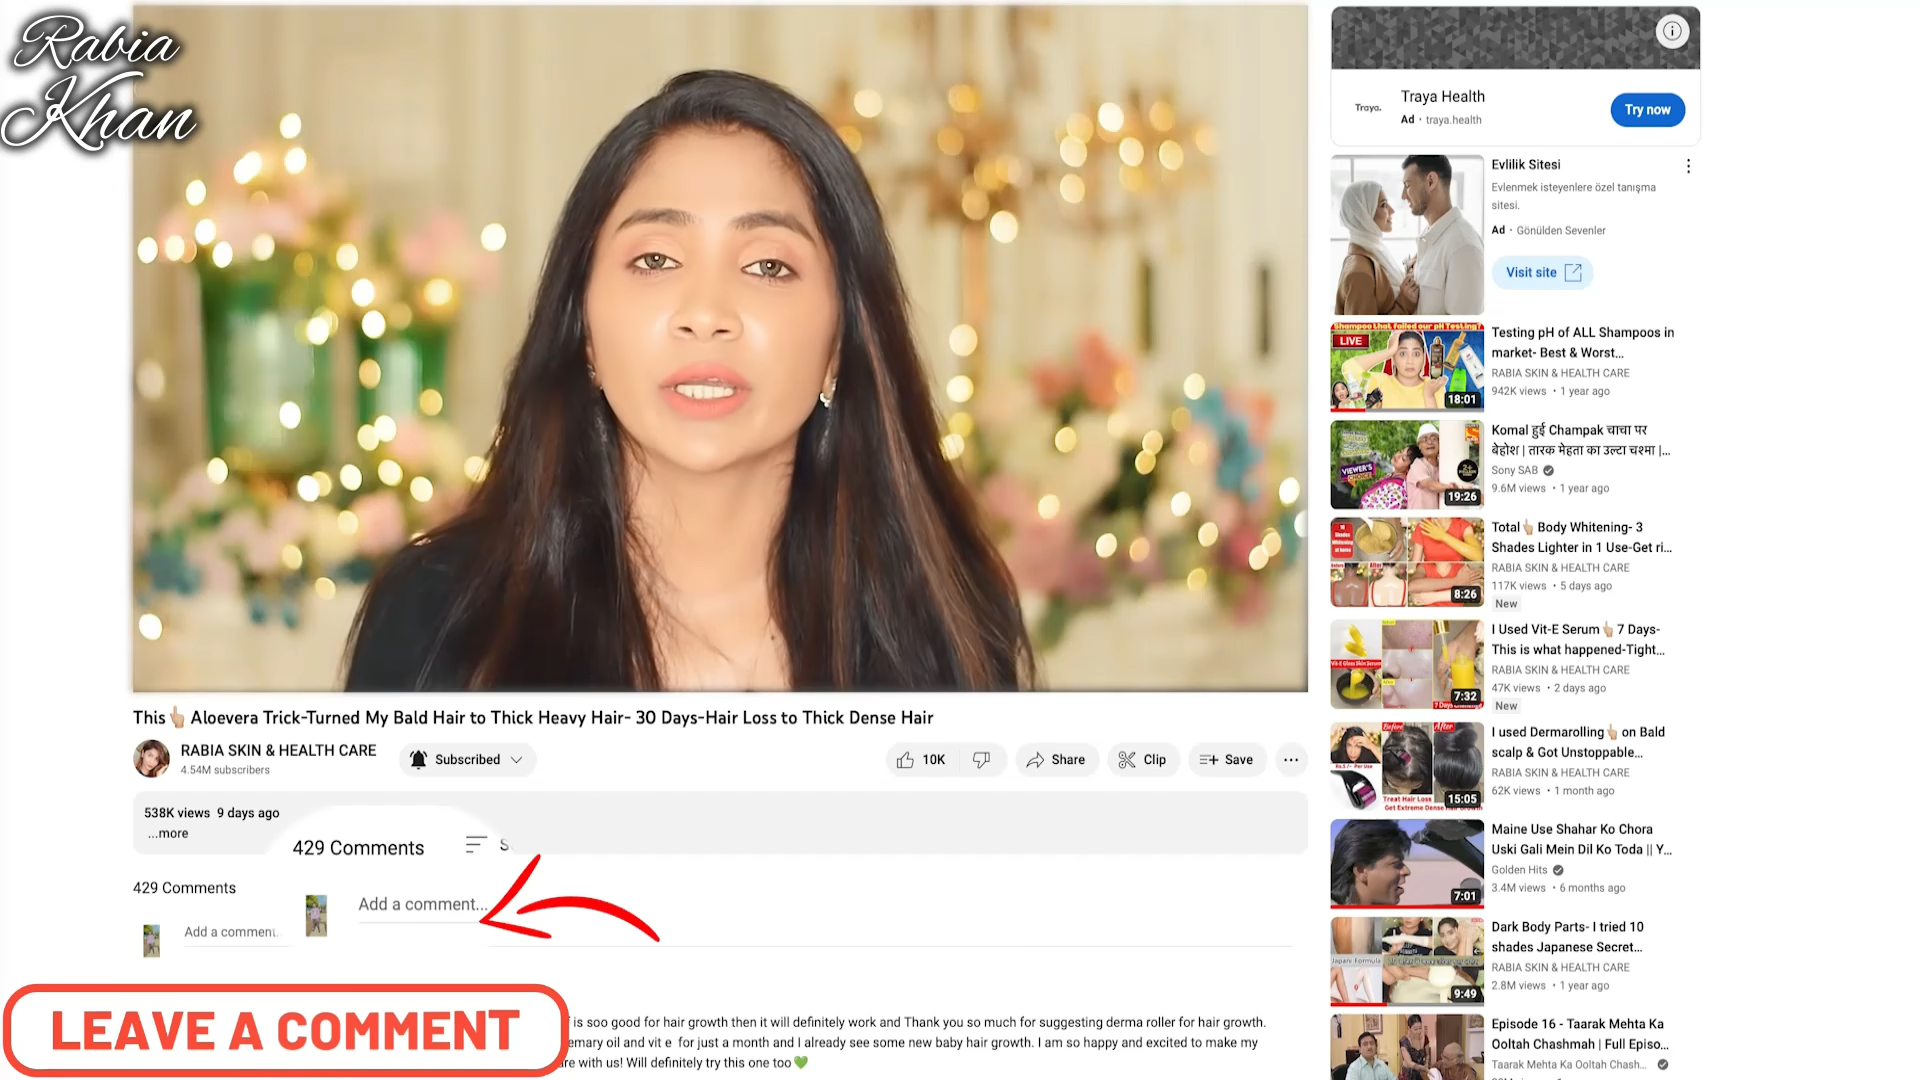 Rabia
Khan
Traya.
Traya Health
Ad · traya.health
Try now
Evlilik Sitesi
Evlenmek isteyenlere özel tanışma
sitesi.
Ad · Gönülden Sevenler
Visit site
Shampoo that failed our pH Testing?
LIVE
18:01
Testing pH of ALL Shampoos in
market- Best & Worst...
RABIA SKIN & HEALTH CARE
942K views • 1 year ago
VIEWER'S
CHOICE
19:26
Komal हुई Champak चाचा पर
बेहोश | तारक मेहता का उल्टा चश्मा |...
Sony SAB
9.6M views • 1 year ago
8:26
Total👆🏻Body Whitening- 3
Shades Lighter in 1 Use-Get ri...
RABIA SKIN & HEALTH CARE
117K views • 5 days ago
New
7:32
I Used Vit-E Serum👆🏻7 Days-
This is what happened-Tight...
RABIA SKIN & HEALTH CARE
47K views • 2 days ago
New
Before
After
Treat Hair Loss
15:05
I used Dermarolling👆🏻on Bald
scalp & Got Unstoppable...
RABIA SKIN & HEALTH CARE
62K views • 1 month ago
7:01
Maine Use Shahar Ko Chora
Uski Gali Mein Dil Ko Toda || Y...
Golden Hits
3.4M views • 6 months ago
Japani Formula
9:49
Dark Body Parts- I tried 10
shades Japanese Secret...
RABIA SKIN & HEALTH CARE
2.8M views • 1 year ago
Episode 16 - Taarak Mehta Ka
Ooltah Chashmah | Full Episo...
Taarak Mehta Ka Ooltah Chash...
This👆🏻Aloevera Trick-Turned My Bald Hair to Thick Heavy Hair- 30 Days-Hair Loss to Thick Dense Hair
RABIA SKIN & HEALTH CARE
4.54M subscribers
Subscribed
10K
Share
Clip
Save
538K views 9 days ago
...more
429 Comments
429 Comments
Add a comment...
Add a comment.
LEAVE A COMMENT
is soo good for hair growth then it will definitely work and Thank you so much for suggesting derma roller for hair growth.
emary oil and vit e for just a month and I already see some new baby hair growth. I am so happy and excited to make my
re with us! Will definitely try this one too💚